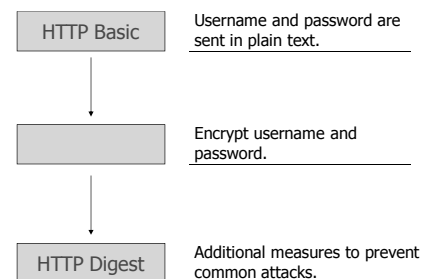 HTTP Basic
Username and password are
sent in plain text.
Encrypt username and
password.
HTTP Digest
Additional measures to prevent
common attacks.